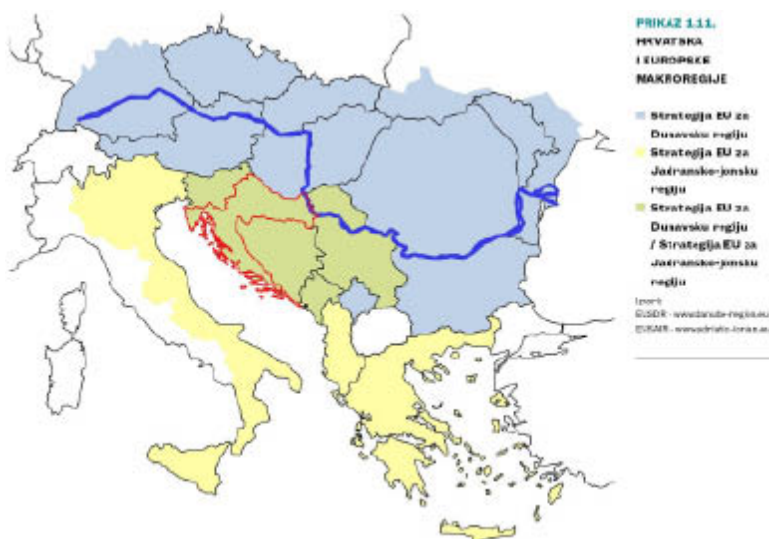 PRIKAZ 1.11.
HRVATSKA
I EUROPSKE
MAKROREGIJE
Strategija EU za
Dunavsku regiju
Strategija EU za
Jadransko-jonsku
regiju
Strategija EU za
Dunavsku regiju
/ Strategija EU za
Jadransko-jonsku
regiju
EUSDR - www.danube-region.eu
EUSAIR - www.adriatic-ionian.eu